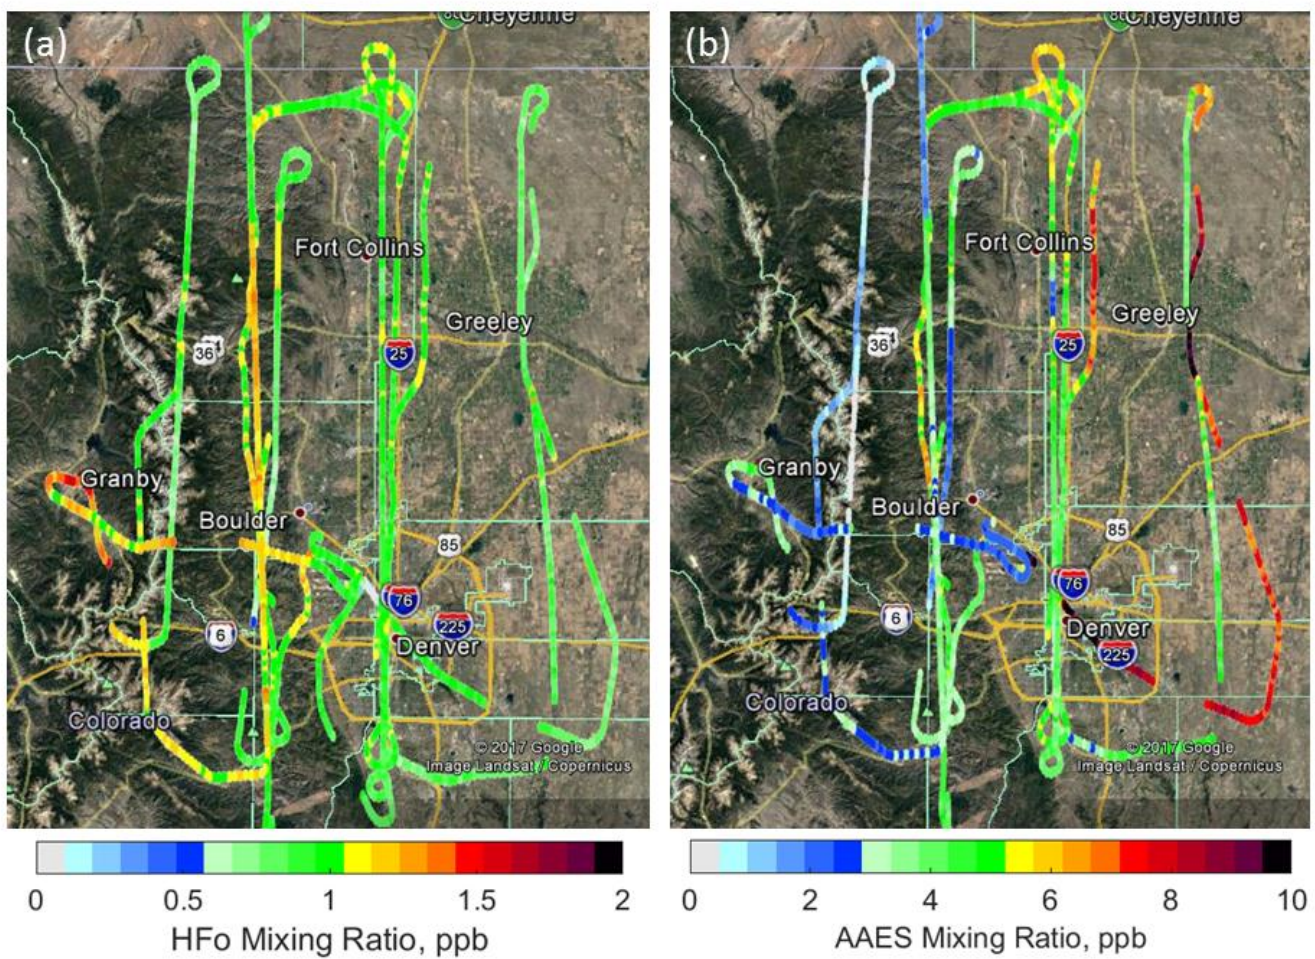 (a)
Cheyenne
Fort Collins
Greeley
36
25
Granby
Boulder
85
76
6
225
Denver
Colorado
© 2017 Google
Image Landsat / Copernicus
0 0.5 1 1.5 2
HFo Mixing Ratio, ppb
(b)
Cheyenne
Fort Collins
Greeley
36
25
Granby
Boulder
85
76
6
Denver
225
Colorado
© 2017 Google
Image Landsat / Copernicus
0 2 4 6 8 10
AAES Mixing Ratio, ppb